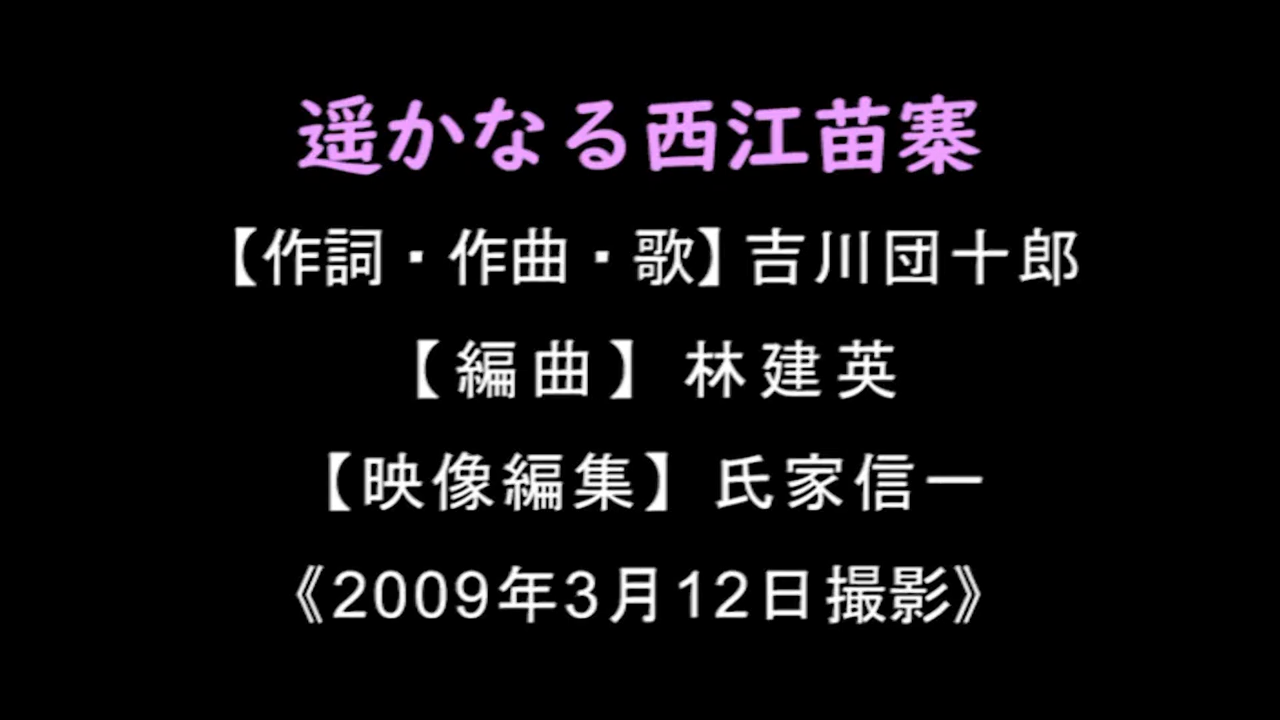 遥かなる西江苗寨
【作詞・作曲・歌】吉川団十郎
【編曲】 林建英
【映像編集】 氏家信一
《2009年3月12日撮影》